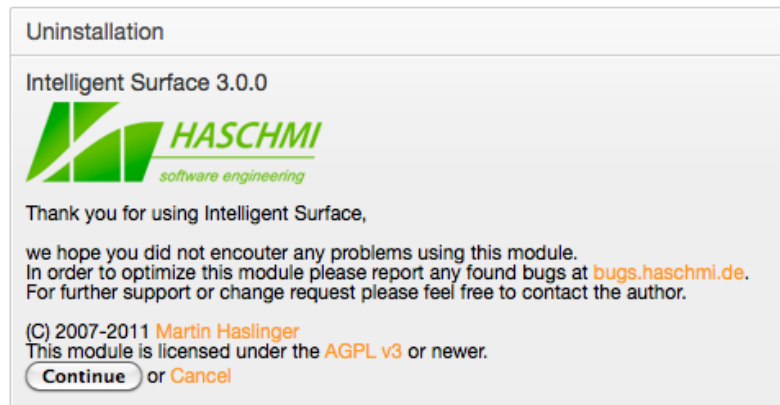 Uninstallation
Intelligent Surface 3.0.0
HASCHMI
software engineering
Thank you for using Intelligent Surface,
we hope you did not encouter any problems using this module.
In order to optimize this module please report any found bugs at bugs.haschmi.de.
For further support or change request please feel free to contact the author.
(C) 2007-2011 Martin Haslinger
This module is licensed under the AGPL v3 or newer.
Continue or Cancel